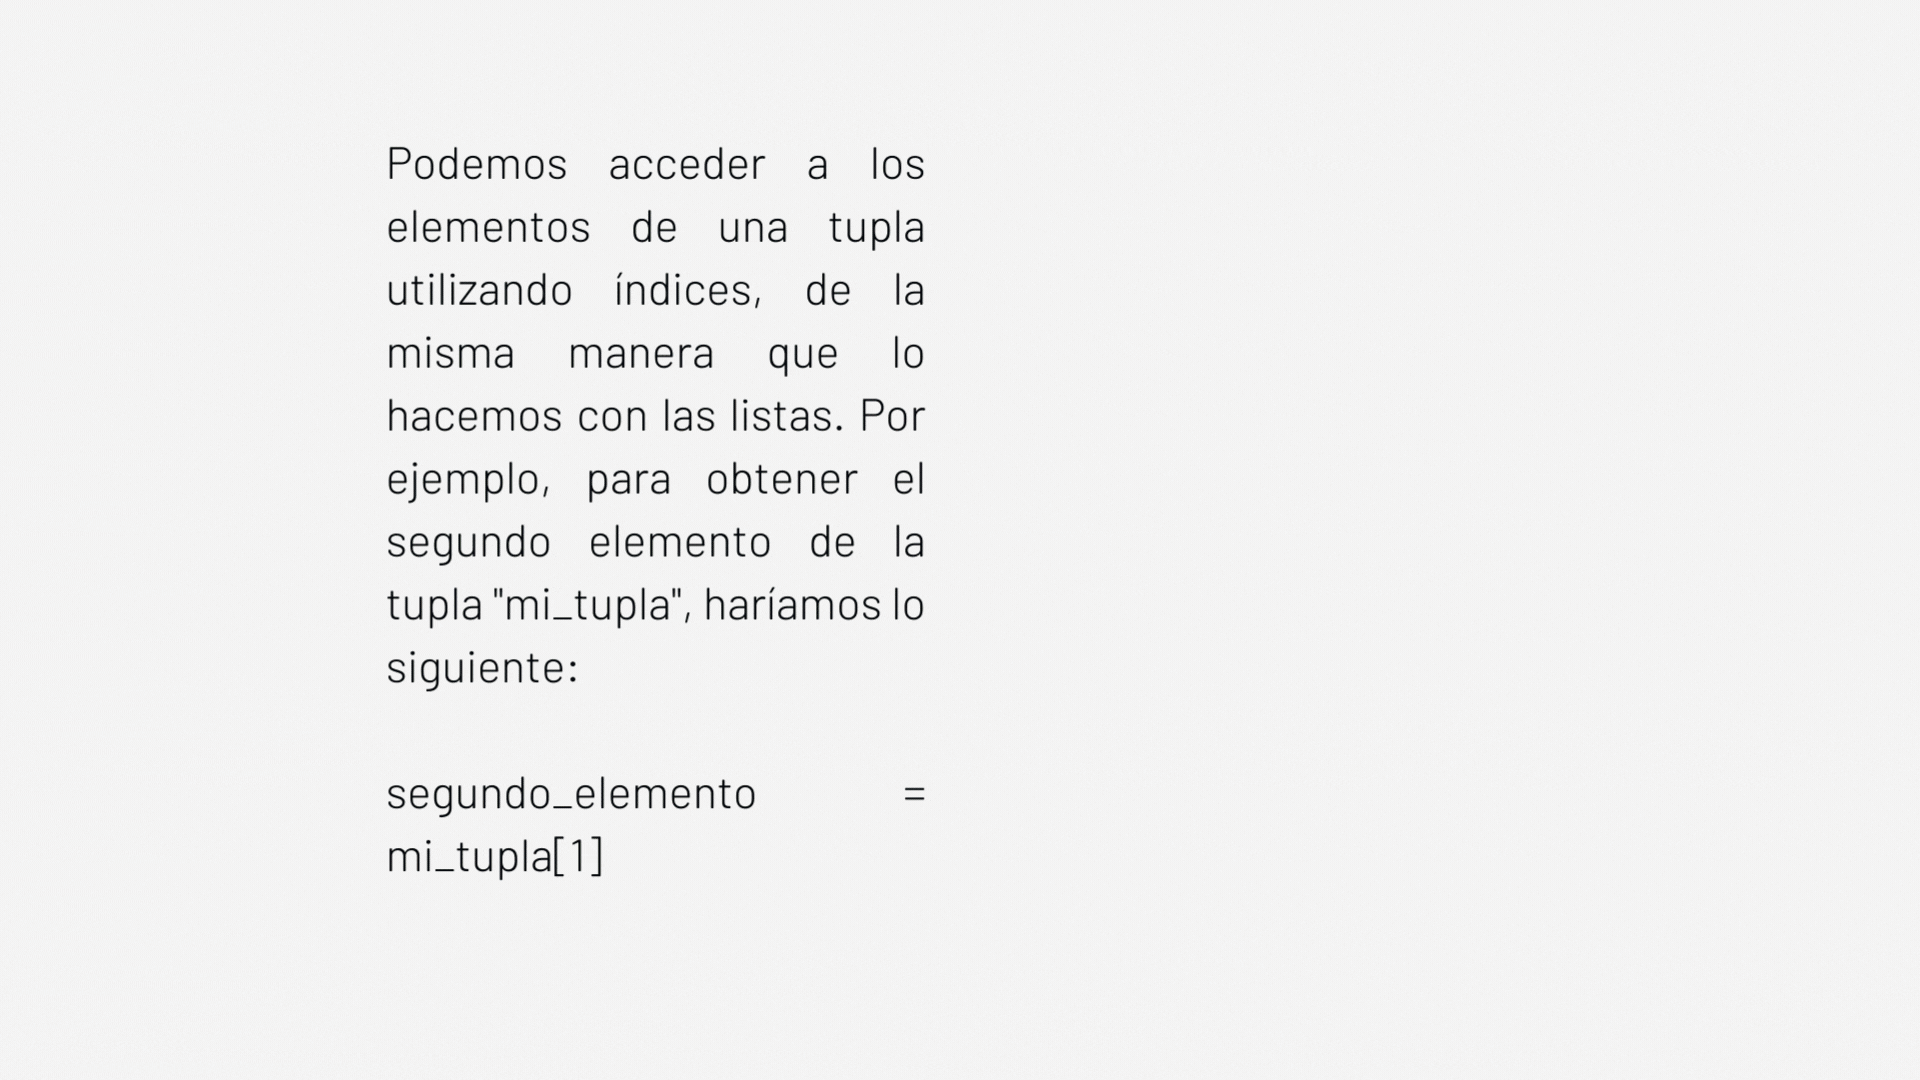 Podemos acceder a los
elementos de una tupla
utilizando índices, de la
misma manera que lo
hacemos con las listas. Por
ejemplo, para obtener el
segundo elemento de la
tupla "mi_tupla", haríamos lo
siguiente:
segundo_elemento =
mi_tupla[1]